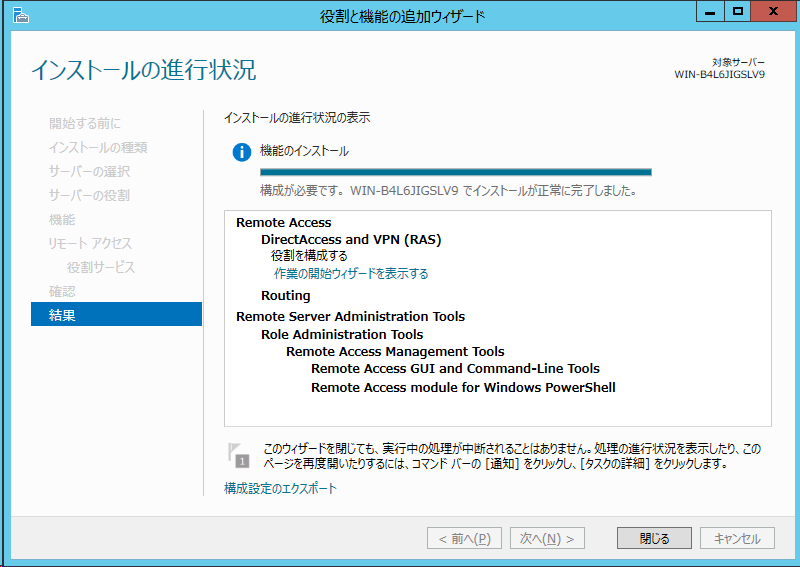 役割と機能の追加ウィザード
インストールの進行状況
対象サーバー
WIN-B4L6JIGSLV9
開始する前に
インストールの種類
サーバーの選択
サーバーの役割
機能
リモート アクセス
役割サービス
確認
結果
インストールの進行状況の表示
機能のインストール
構成が必要です。WIN-B4L6JIGSLV9 でインストールが正常に完了しました。
Remote Access
DirectAccess and VPN (RAS)
役割を構成する
作業の開始ウィザードを表示する
Routing
Remote Server Administration Tools
Role Administration Tools
Remote Access Management Tools
Remote Access GUI and Command-Line Tools
Remote Access module for Windows PowerShell
1
このウィザードを閉じても、実行中の処理が中断されることはありません。処理の進行状況を表示したり、この
ページを再度開いたりするには、コマンド バーの [通知] をクリックし、[タスクの詳細] をクリックします。
構成設定のエクスポート
< 前へ(P)
次へ(N) >
閉じる
キャンセル